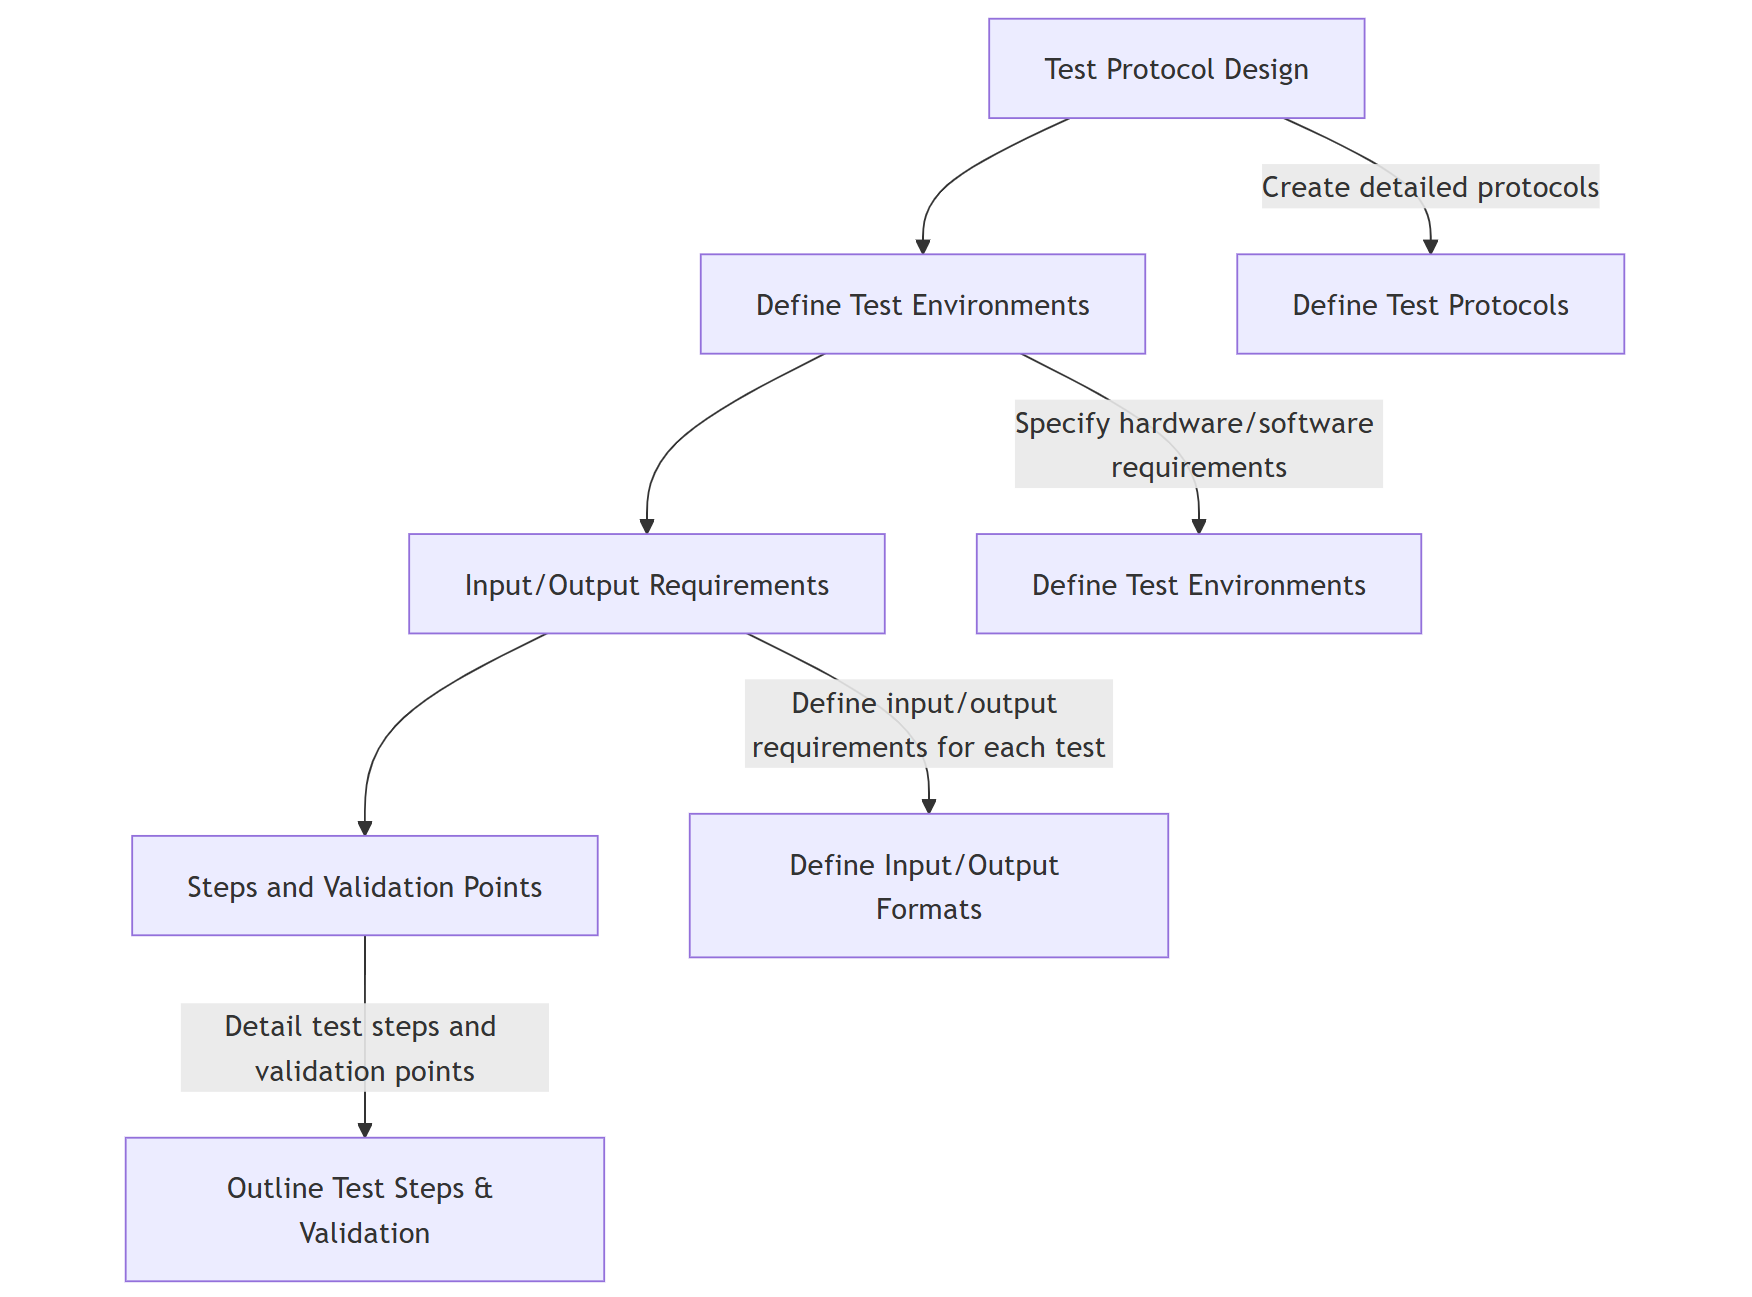 Test Protocol Design
Create detailed protocols
Define Test Environments
Define Test Protocols
Specify hardware/software
requirements
Input/Output Requirements
Define Test Environments
Define input/output
requirements for each test
Steps and Validation Points
Define Input/Output
Formats
Detail test steps and
validation points
Outline Test Steps &
Validation